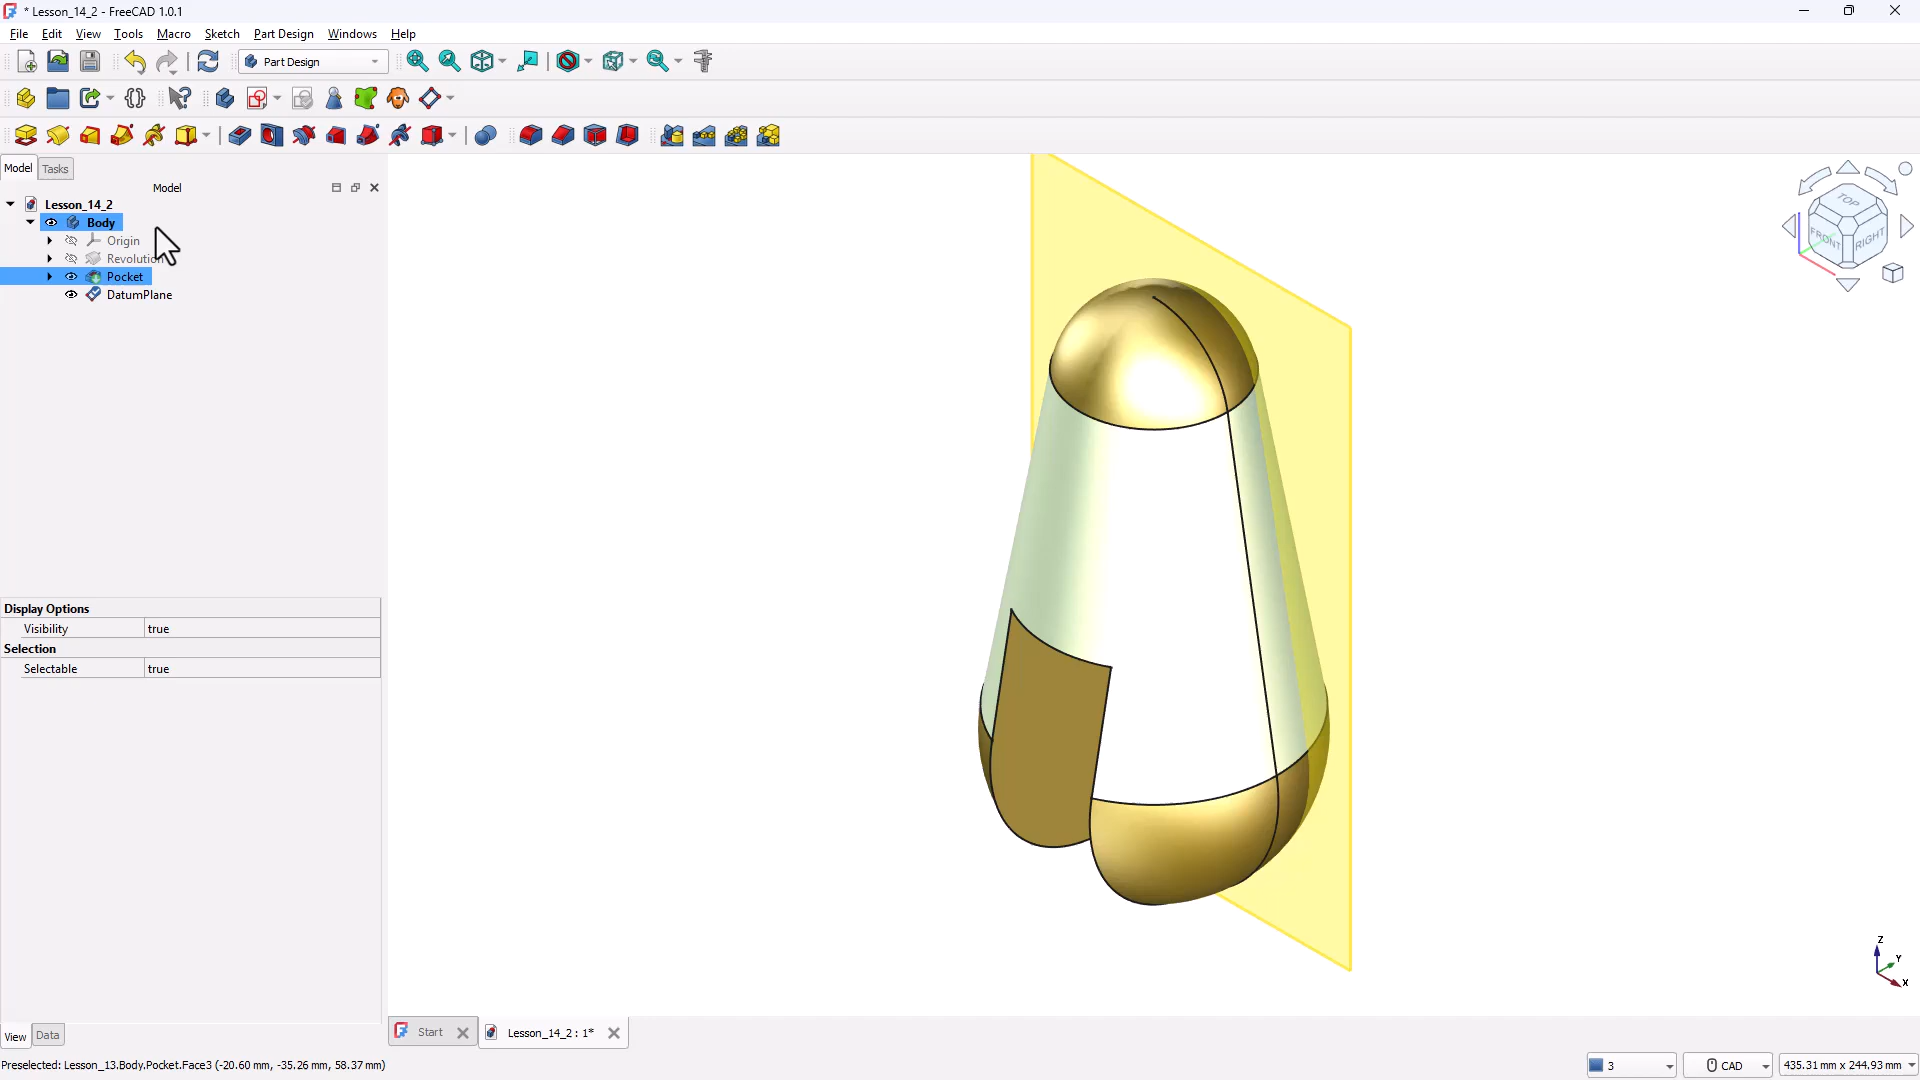 * Lesson_14_2 - FreeCAD 1.0.1
File Edit View Tools Macro Sketch Part Design Windows Help
Part Design
Model Tasks
Model
Lesson_14_2
Body
Origin
Revolution
Pocket
DatumPlane
TOP
FRONT RIGHT
Display Options
Visibility true
Selection
Selectable true
Z
Y
X
View Data
Start Lesson_14_2 : 1*
Preselected: Lesson_13.Body.Pocket.Face3 (-20.60 mm, -35.26 mm, 58.37 mm)
3 CAD 435.31 mm x 244.93 mm